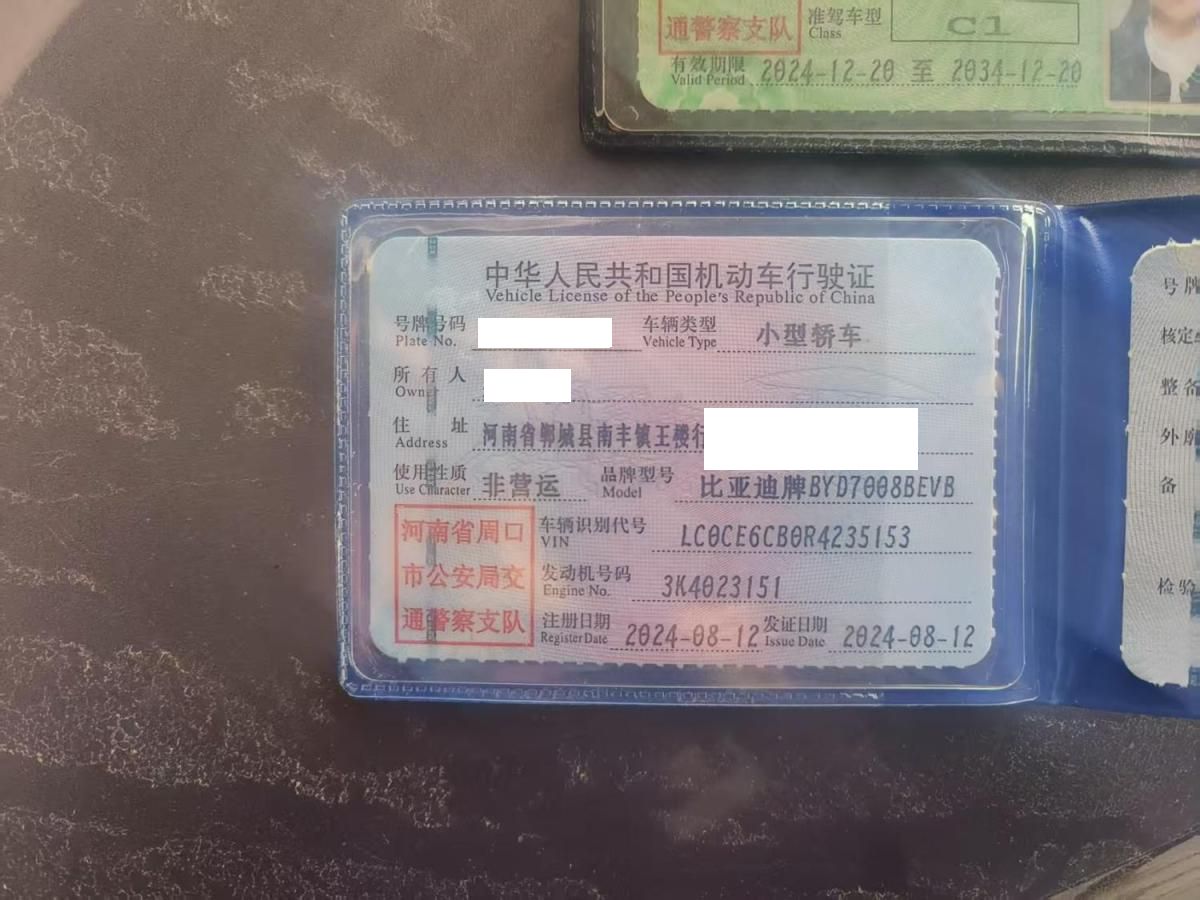 通警察支队 准驾车型 C1
Class
有效期限 2024-12-20 至 2034-12-20
Valid Period
中华人民共和国机动车行驶证
Vehicle License of the People's Republic of China
号牌号码 车辆类型 小型轿车
Plate No. Vehicle Type
所有人
Owner
住址 河南省郸城县南丰镇王楼行
Address
使用性质 非营运 品牌型号 比亚迪牌BYD7008BEVB
Use Character Model
河南省周口 车辆识别代号 LC0CE6CB0R4235153
VIN
市公安局交 发动机号码 3K4023151
Engine No.
通警察支队 注册日期 2024-08-12 发证日期 2024-08-12
Register Date Issue Date
号牌
核定
整备
外廓
备
检验